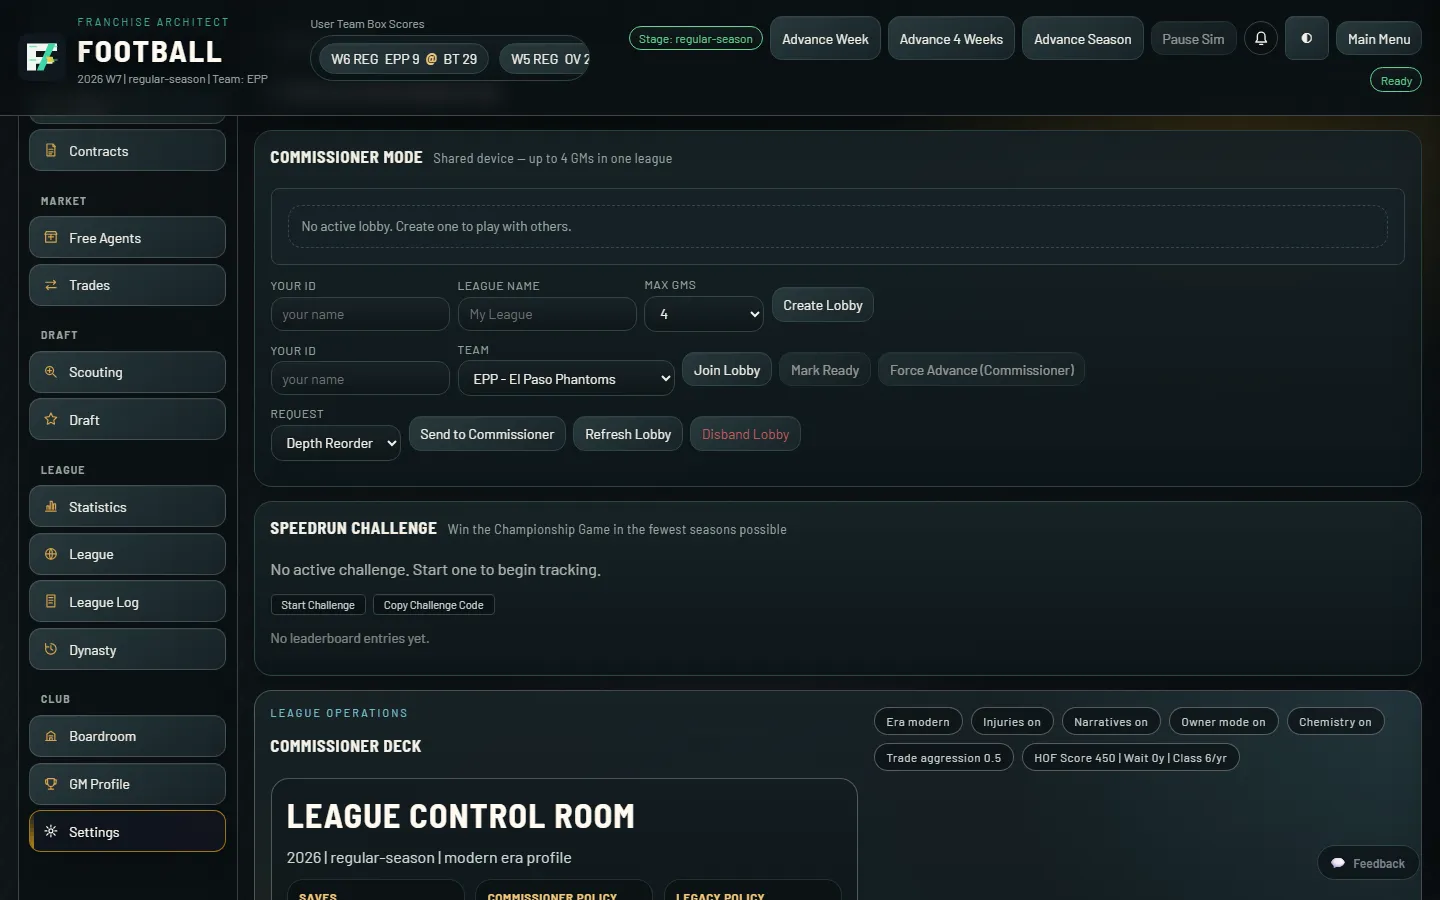 FRANCHISE ARCHITECT
FOOTBALL
2026 W7 | regular-season | Team: EPP
User Team Box Scores
W6 REG EPP 9 @ BT 29
W5 REG OV
Stage: regular-season
Advance Week
Advance 4 Weeks
Advance Season
Pause Sim
Main Menu
Ready
Contracts
MARKET
Free Agents
Trades
DRAFT
Scouting
Draft
LEAGUE
Statistics
League
League Log
Dynasty
CLUB
Boardroom
GM Profile
Settings
COMMISSIONER MODE Shared device — up to 4 GMs in one league
No active lobby. Create one to play with others.
YOUR ID LEAGUE NAME MAX GMS
your name My League 4 Create Lobby
YOUR ID TEAM
your name EPP - El Paso Phantoms Join Lobby Mark Ready Force Advance (Commissioner)
REQUEST
Depth Reorder Send to Commissioner Refresh Lobby Disband Lobby
SPEEDRUN CHALLENGE Win the Championship Game in the fewest seasons possible
No active challenge. Start one to begin tracking.
Start Challenge Copy Challenge Code
No leaderboard entries yet.
LEAGUE OPERATIONS
COMMISSIONER DECK
Era modern Injuries on Narratives on Owner mode on Chemistry on
Trade aggression 0.5 HOF Score 450 | Wait 0y | Class 6/yr
LEAGUE CONTROL ROOM
2026 | regular-season | modern era profile
SAVES COMMISSIONER POLICY LEGACY POLICY
Feedback